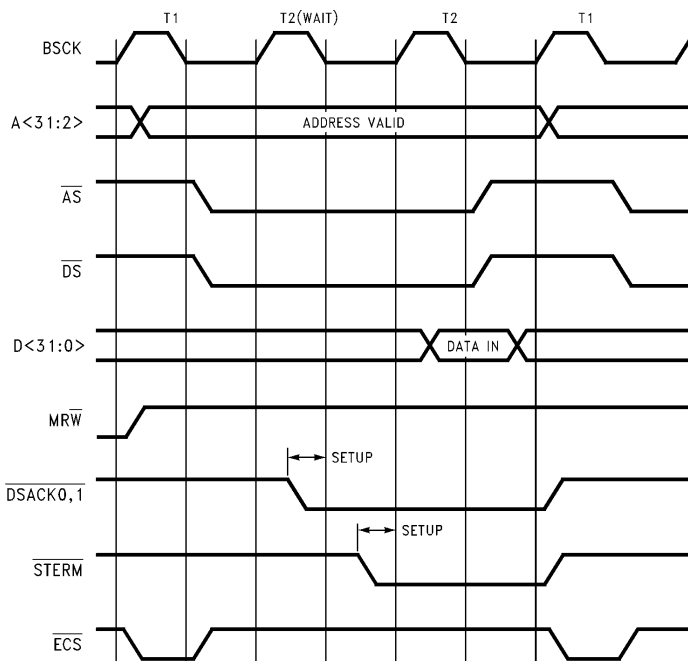 T1 T2(WAIT) T2 T1
BSCK
A<31:2> ADDRESS VALID
AS
DS
D<31:0> DATA IN
MRW
SETUP
DSACK0,1
SETUP
STERM
ECS